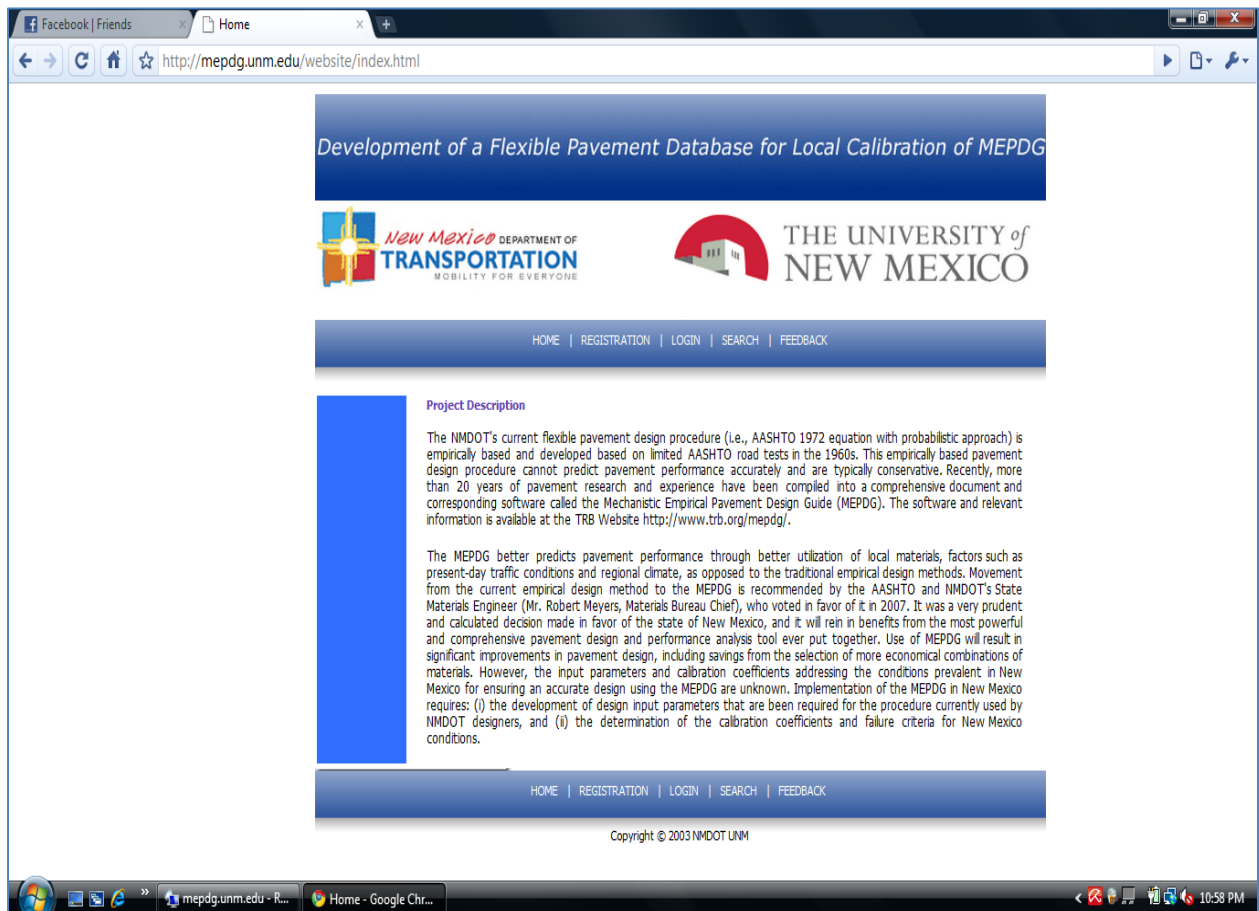 Facebook | Friends
Home
http://mepdg.unm.edu/website/index.html
Development of a Flexible Pavement Database for Local Calibration of MEPDG
New Mexico DEPARTMENT OF
TRANSPORTATION
MOBILITY FOR EVERYONE
THE UNIVERSITY of
NEW MEXICO
HOME | REGISTRATION | LOGIN | SEARCH | FEEDBACK
Project Description
The NMDOT's current flexible pavement design procedure (i.e., AASHTO 1972 equation with probabilistic approach) is
empirically based and developed based on limited AASHTO road tests in the 1960s. This empirically based pavement
design procedure cannot predict pavement performance accurately and are typically conservative. Recently, more
than 20 years of pavement research and experience have been compiled into a comprehensive document and
corresponding software called the Mechanistic Empirical Pavement Design Guide (MEPDG). The software and relevant
information is available at the TRB Website http://www.trb.org/mepdg/.
The MEPDG better predicts pavement performance through better utilization of local materials, factors such as
present-day traffic conditions and regional climate, as opposed to the traditional empirical design methods. Movement
from the current empirical design method to the MEPDG is recommended by the AASHTO and NMDOT's State
Materials Engineer (Mr. Robert Meyers, Materials Bureau Chief), who voted in favor of it in 2007. It was a very prudent
and calculated decision made in favor of the state of New Mexico, and it will rein in benefits from the most powerful
and comprehensive pavement design and performance analysis tool ever put together. Use of MEPDG will result in
significant improvements in pavement design, including savings from the selection of more economical combinations of
materials. However, the input parameters and calibration coefficients addressing the conditions prevalent in New
Mexico for ensuring an accurate design using the MEPDG are unknown. Implementation of the MEPDG in New Mexico
requires: (i) the development of design input parameters that are been required for the procedure currently used by
NMDOT designers, and (ii) the determination of the calibration coefficients and failure criteria for New Mexico
conditions.
HOME | REGISTRATION | LOGIN | SEARCH | FEEDBACK
Copyright © 2003 NMDOT UNM
mepdg.unm.edu - R...
Home - Google Chr...
10:58 PM